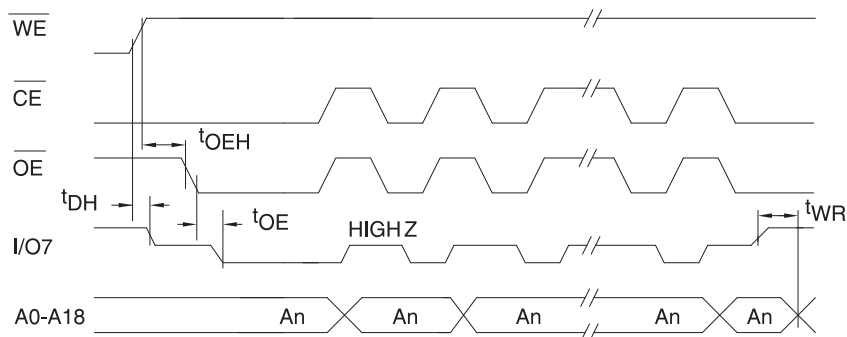 WE
CE
tOEH
OE
tDH
tOE
tWR
I/O7
HIGH Z
A0-A18
An
An
An
An
An